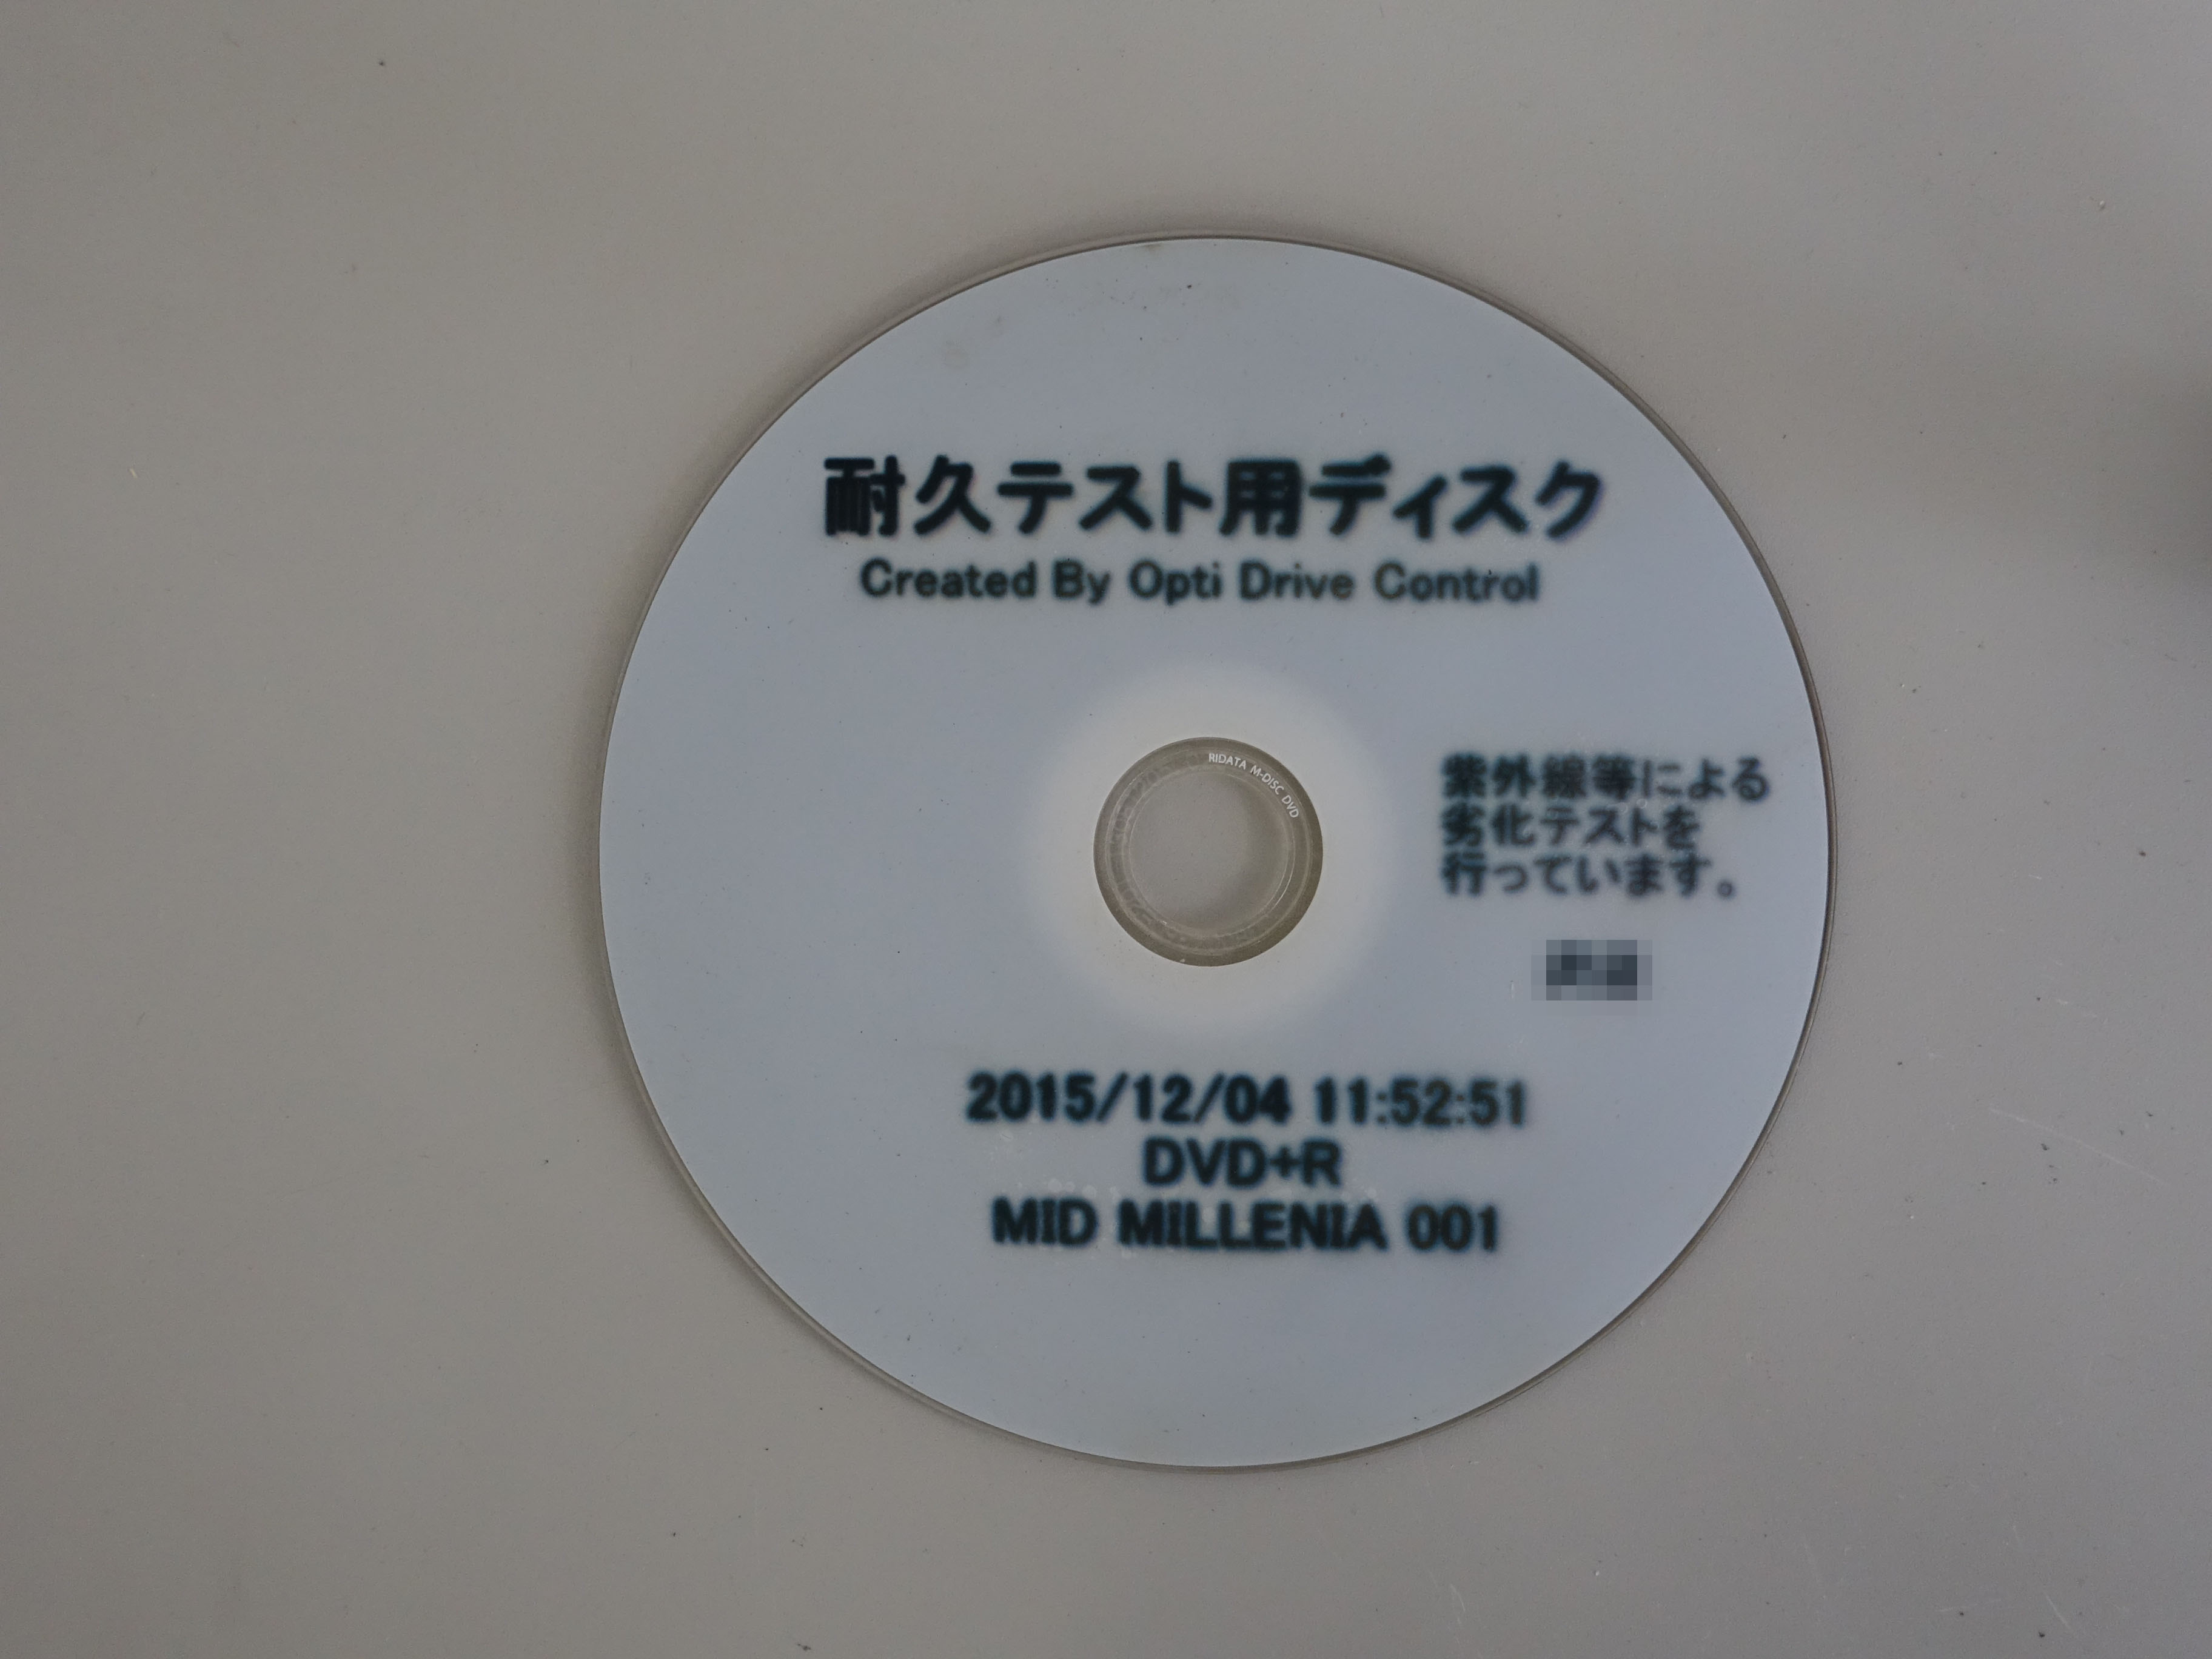 耐久テスト用ディスク
Created By Opti Drive Control
RIDATA M-DISC DVD
紫外線等による
劣化テストを
行っています。
2015/12/04 11:52:51
DVD+R
MID MILLENIA 001